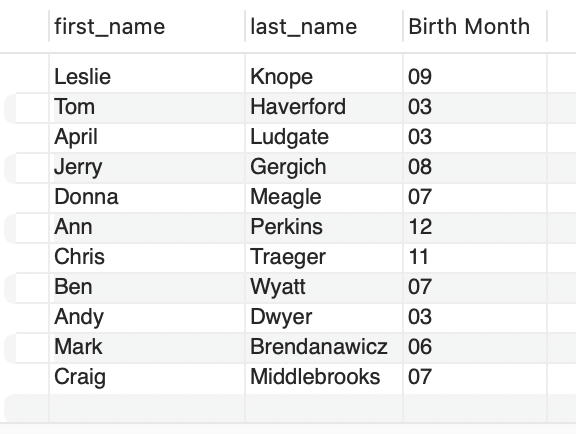 first_name last_name Birth Month
Leslie Knope 09
Tom Haverford 03
April Ludgate 03
Jerry Gergich 08
Donna Meagle 07
Ann Perkins 12
Chris Traeger 11
Ben Wyatt 07
Andy Dwyer 03
Mark Brendanawicz 06
Craig Middlebrooks 07